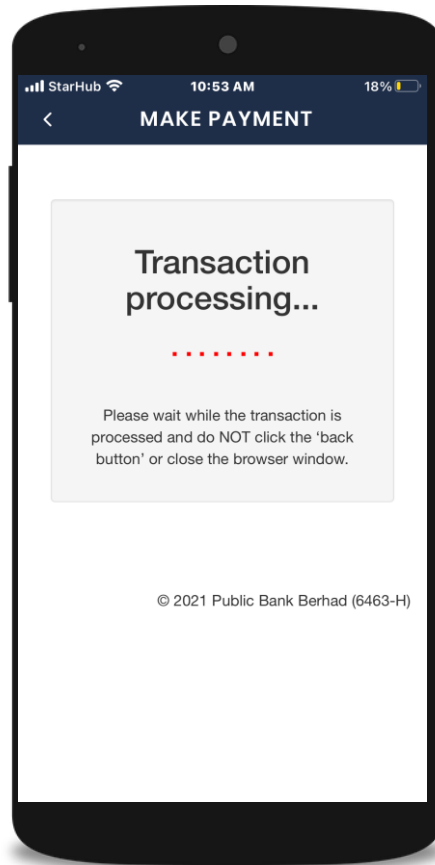 StarHub 10:53 AM 18%
MAKE PAYMENT
Transaction
processing...
Please wait while the transaction is
processed and do NOT click the ‘back
button’ or close the browser window.
© 2021 Public Bank Berhad (6463-H)